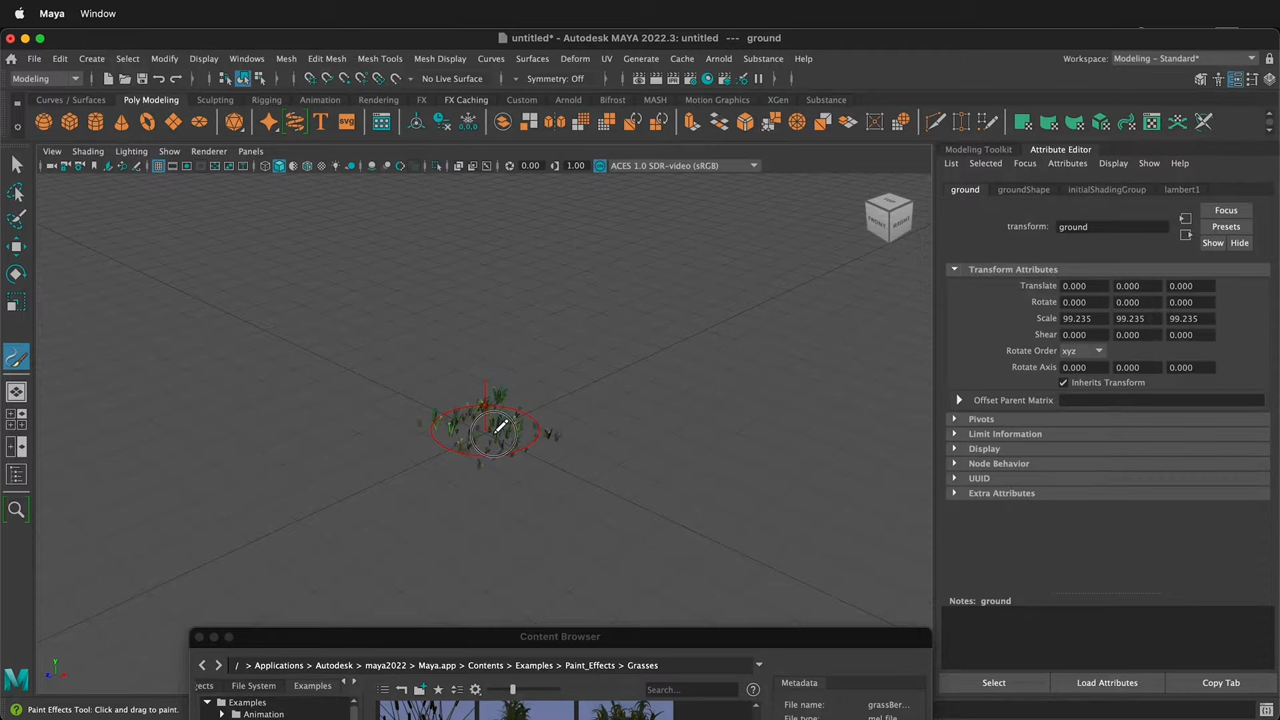 Maya Window
untitled* - Autodesk MAYA 2022.3: untitled --- ground
File Edit Create Select Modify Display Windows Mesh Edit Mesh Mesh Tools Mesh Display Curves Surfaces Deform UV Generate Cache Arnold Substance Help
Workspace: Modeling - Standard*
Modeling No Live Surface Symmetry: Off
Curves / Surfaces Poly Modeling Sculpting Rigging Animation Rendering FX FX Caching Custom Arnold Bifrost MASH Motion Graphics XGen Substance
View Shading Lighting Show Renderer Panels
0.00 1.00 ACES 1.0 SDR-video (sRGB)
FRONT RIGHT
Modeling Toolkit Attribute Editor
List Selected Focus Attributes Display Show Help
ground groundShape initialShadingGroup lambert1
Focus
transform: ground Presets
Show Hide
Transform Attributes
Translate 0.000 0.000 0.000
Rotate 0.000 0.000 0.000
Scale 99.235 99.235 99.235
Shear 0.000 0.000 0.000
Rotate Order xyz
Rotate Axis 0.000 0.000 0.000
Inherits Transform
Offset Parent Matrix
Pivots
Limit Information
Display
Node Behavior
UUID
Extra Attributes
Notes: ground
Select Load Attributes Copy Tab
Content Browser
/ > Applications > Autodesk > maya2022 > Maya.app > Contents > Examples > Paint_Effects > Grasses
jects File System Examples Search... Metadata
Examples File name: grassBer...
Animation File type: mel file
Paint Effects Tool: Click and drag to paint.